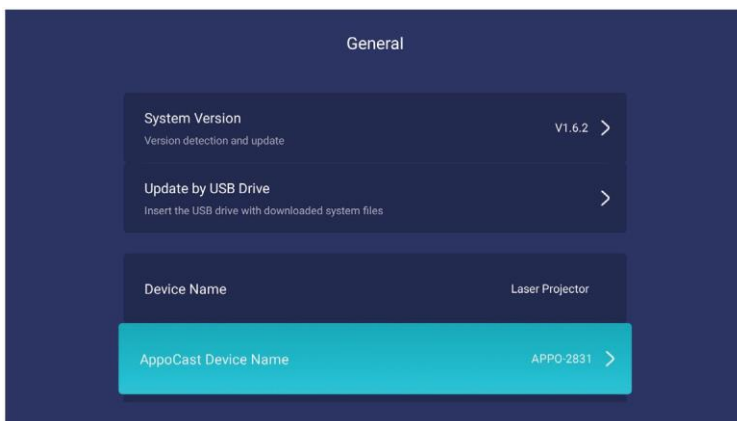 General
System Version
V1.6.2
Version detection and update
Update by USB Drive
Insert the USB drive with downloaded system files
Device Name
Laser Projector
AppoCast Device Name
APPO-2831